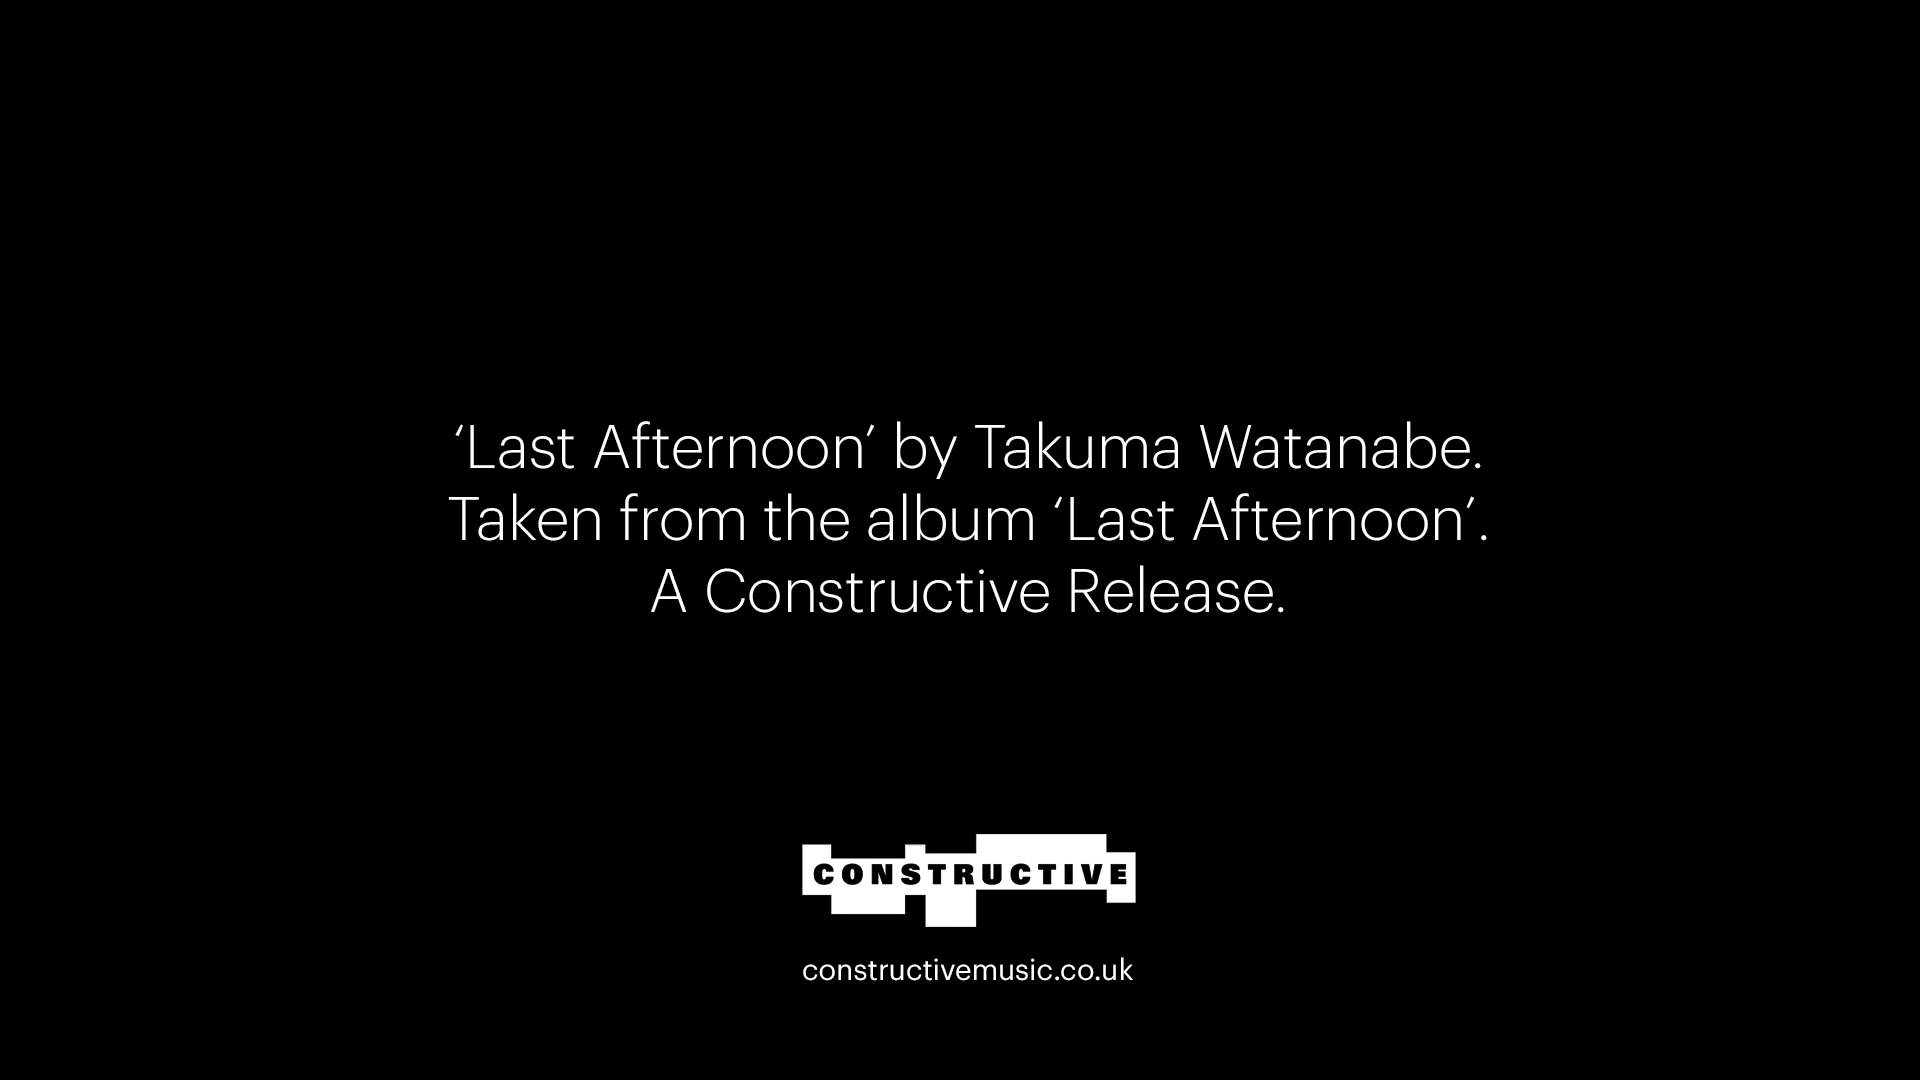 ‘Last Afternoon’ by Takuma Watanabe.
Taken from the album ‘Last Afternoon’.
A Constructive Release.
CONSTRUCTIVE
constructivemusic.co.uk